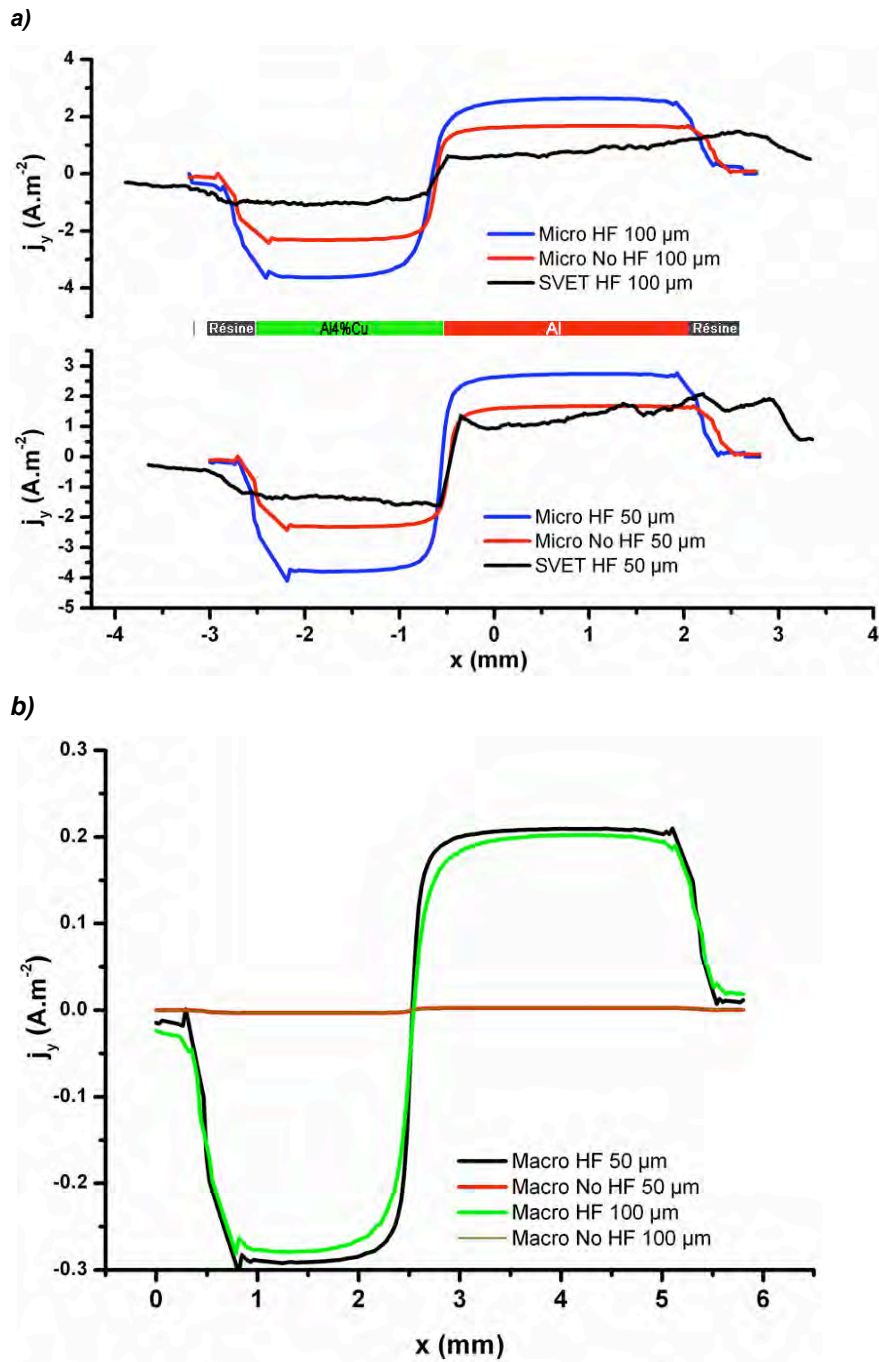 a)
4
2
0
-2
-4
j_y (A.m^-2)
Micro HF 100 µm
Micro No HF 100 µm
SVET HF 100 µm
Résine
Al4%Cu
Al
Résine
3
2
1
0
-1
-2
-3
-4
-5
j_y (A.m^-2)
Micro HF 50 µm
Micro No HF 50 µm
SVET HF 50 µm
-4 -3 -2 -1 0 1 2 3 4
x (mm)
b)
0.3
0.2
0.1
0.0
-0.1
-0.2
-0.3
j_y (A.m^-2)
Macro HF 50 µm
Macro No HF 50 µm
Macro HF 100 µm
Macro No HF 100 µm
0 1 2 3 4 5 6
x (mm)